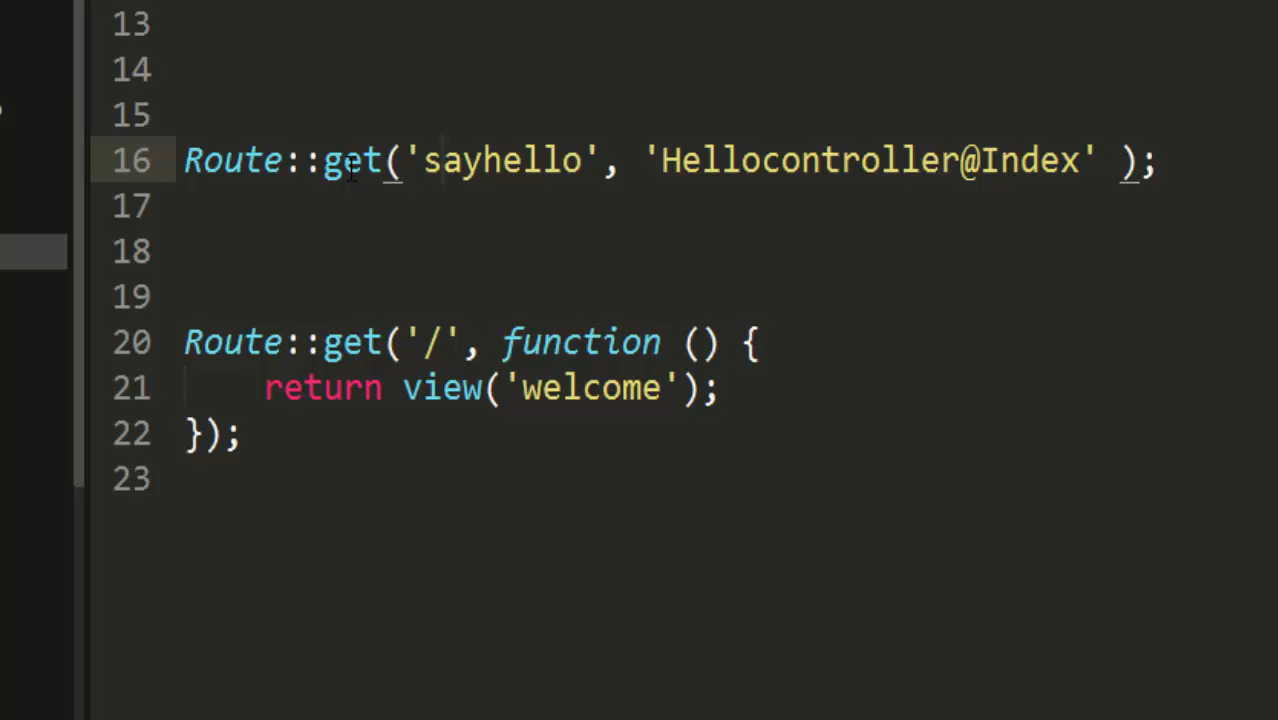 13
14
15
16 Route::get('sayhello', 'Hellocontroller@Index' );
17
18
19
20 Route::get('/', function () {
21     return view('welcome');
22 });
23